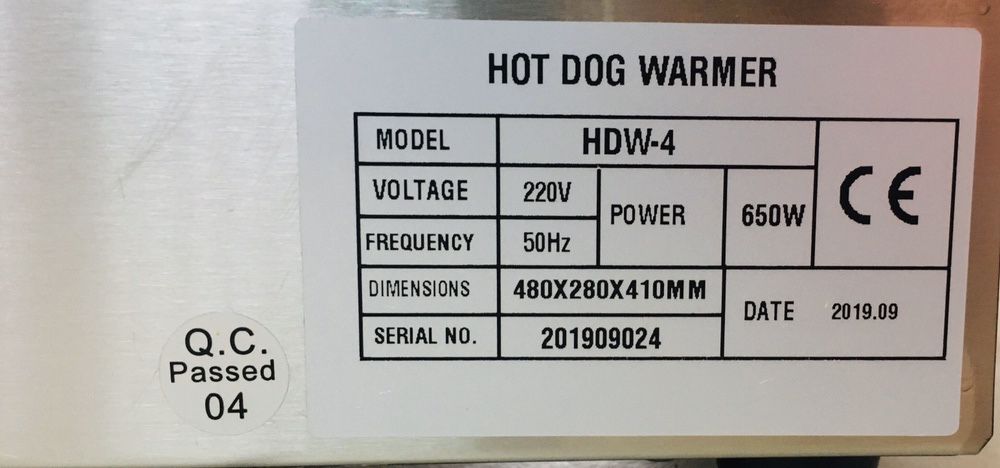 HOT DOG WARMER
MODEL HDW-4
CE
VOLTAGE 220V
POWER 650W
FREQUENCY 50Hz
DIMENSIONS 480X280X410MM
DATE 2019.09
SERIAL NO. 201909024
Q.C.
Passed
04